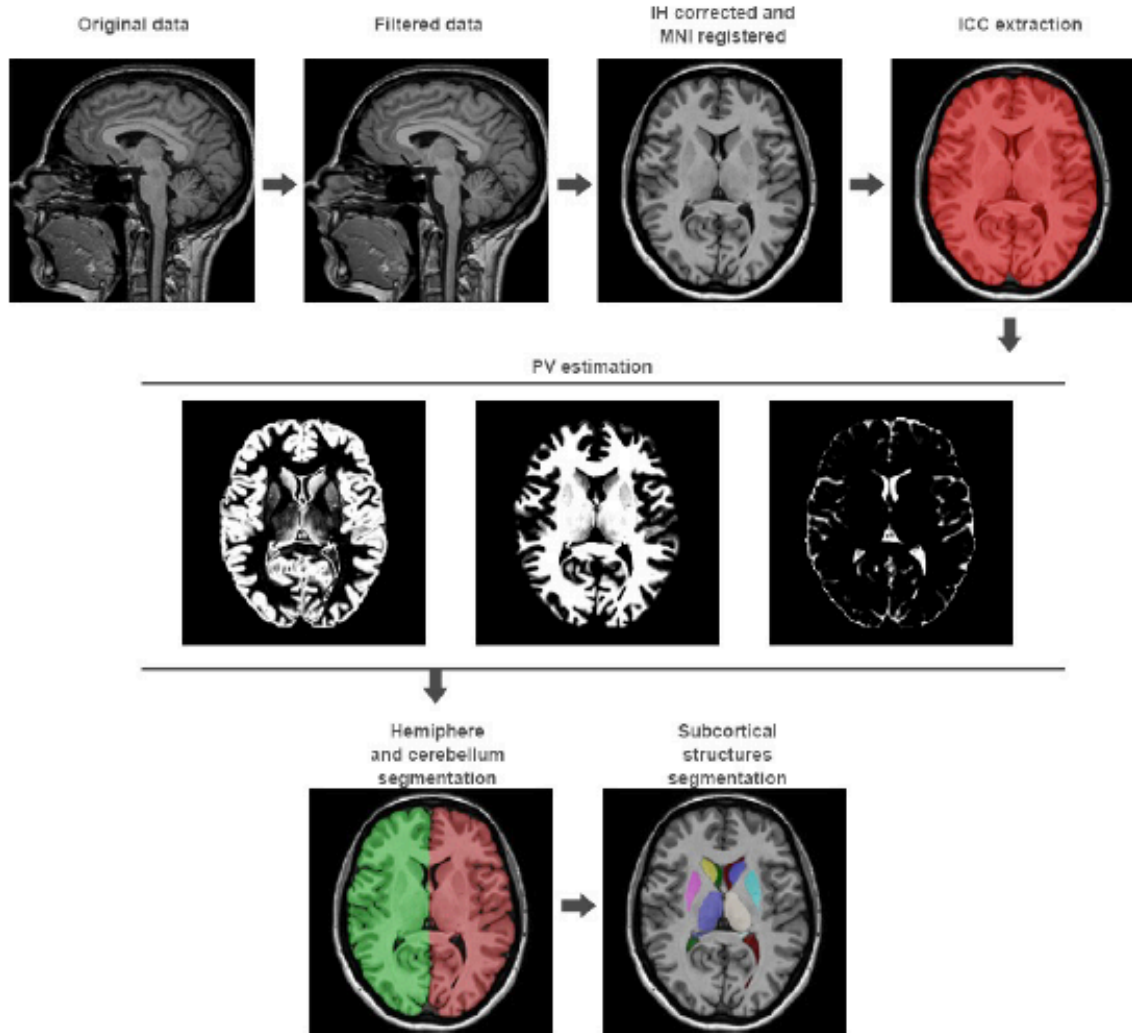 Original data
Filtered data
IH corrected and
MNI registered
ICC extraction
PV estimation
Hemiphere
and cerebellum
segmentation
Subcortical
structures
segmentation